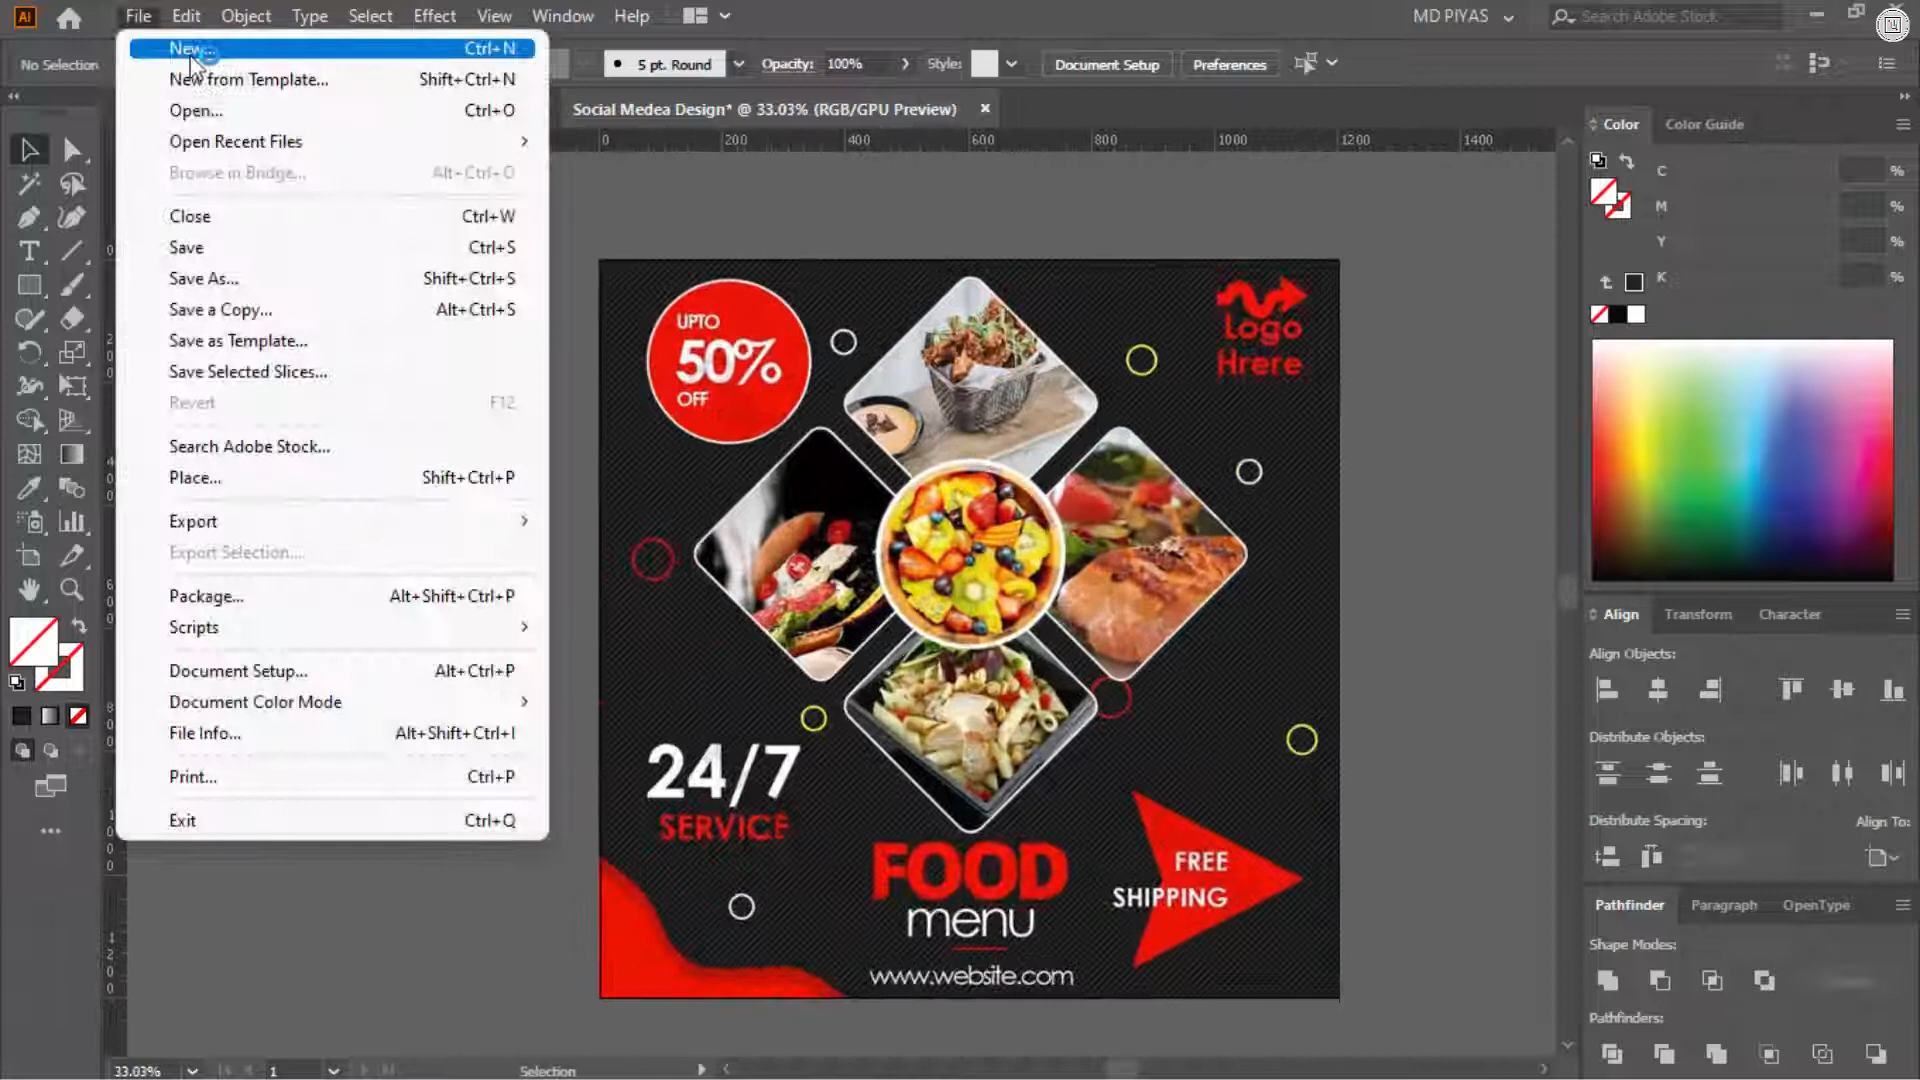 Ai File Edit Object Type Select Effect View Window Help MD PIYAS Search Adobe Stock
No Selection 5 pt. Round Opacity: 100% Style: Document Setup Preferences
Social Medea Design* @ 33.03% (RGB/GPU Preview)
New... Ctrl+N
New from Template... Shift+Ctrl+N
Open... Ctrl+O
Open Recent Files
Browse in Bridge... Alt+Ctrl+O
Close Ctrl+W
Save Ctrl+S
Save As... Shift+Ctrl+S
Save a Copy... Alt+Ctrl+S
Save as Template...
Save Selected Slices...
Revert F12
Search Adobe Stock...
Place... Shift+Ctrl+P
Export
Export Selection...
Package... Alt+Shift+Ctrl+P
Scripts
Document Setup... Alt+Ctrl+P
Document Color Mode
File Info... Alt+Shift+Ctrl+I
Print... Ctrl+P
Exit Ctrl+Q
0 200 400 600 800 1000 1200 1400
UPTO
50%
OFF
Logo
Hrere
24/7
SERVICE
FOOD
menu
www.website.com
FREE
SHIPPING
Color Color Guide
C %
M %
Y %
K %
Align Transform Character
Align Objects:
Distribute Objects:
Distribute Spacing: Align To:
Pathfinder Paragraph OpenType
Shape Modes:
Pathfinders:
33.03% 1 Selection